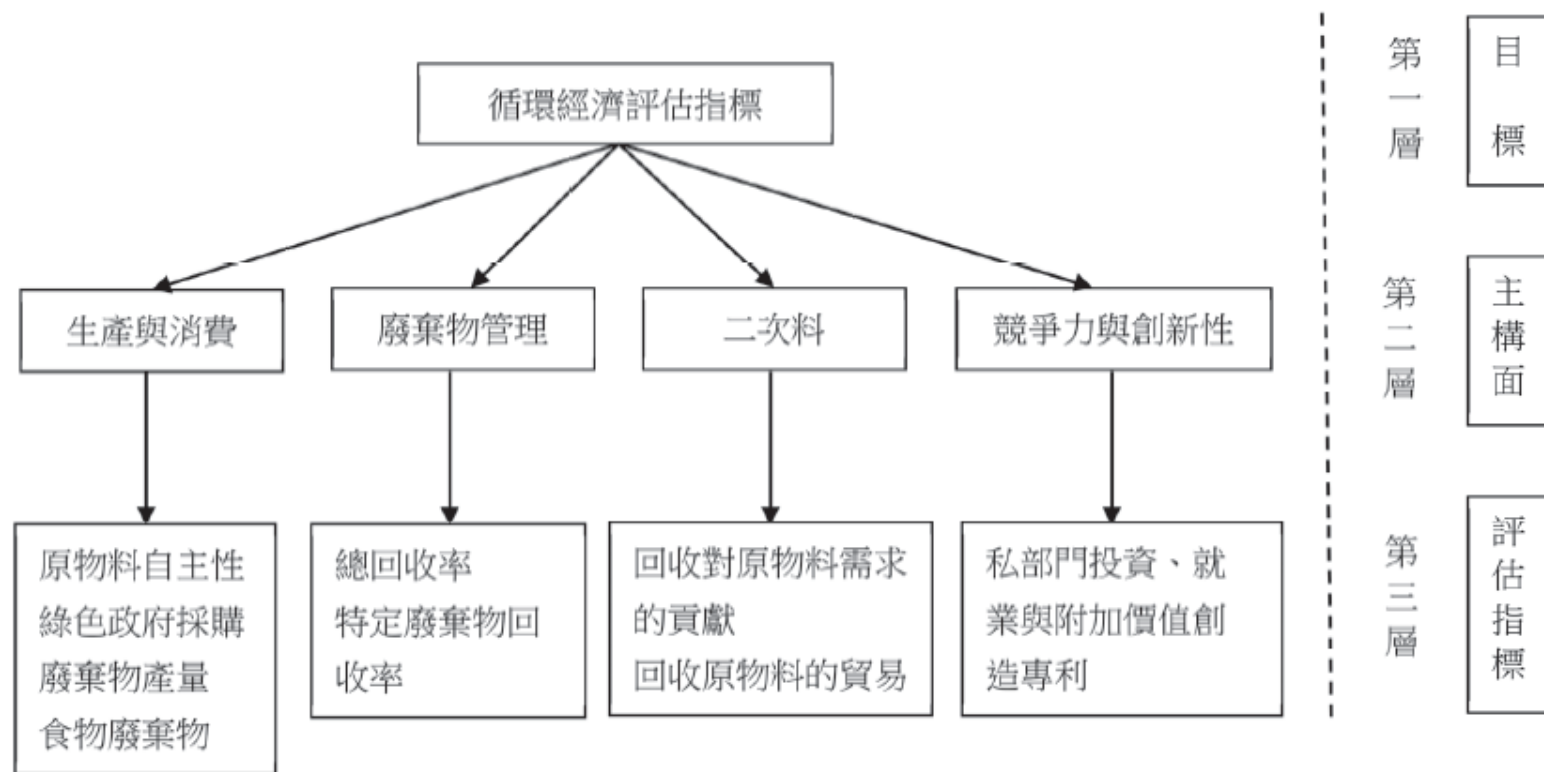 循環經濟評估指標
第一層
目標
生產與消費
廢棄物管理
二次料
競爭力與創新性
第二層
主構面
原物料自主性
綠色政府採購
廢棄物產量
食物廢棄物
總回收率
特定廢棄物回
收率
回收對原物料需求
的貢獻
回收原物料的貿易
私部門投資、就
業與附加價值創
造專利
第三層
評估指標